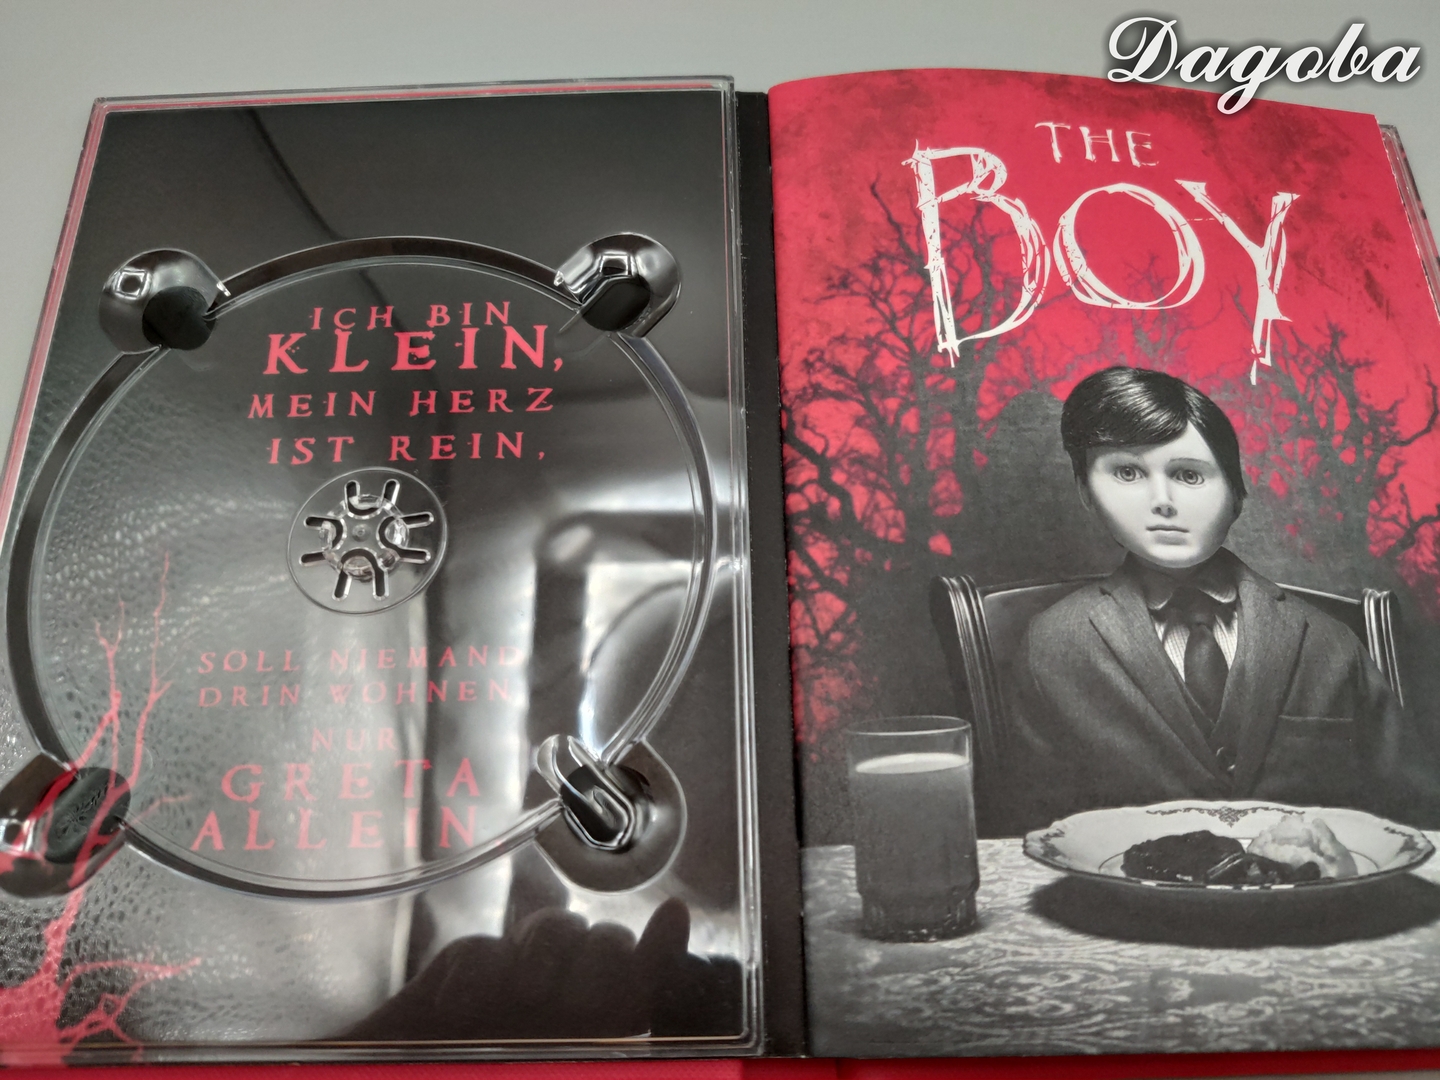 ICH BIN
KLEIN,
MEIN HERZ
IST REIN,
SOLL NIEMAND
DRIN WOHNEN
NUR
GRETA
ALLEIN.
Dagoba
THE
BOY